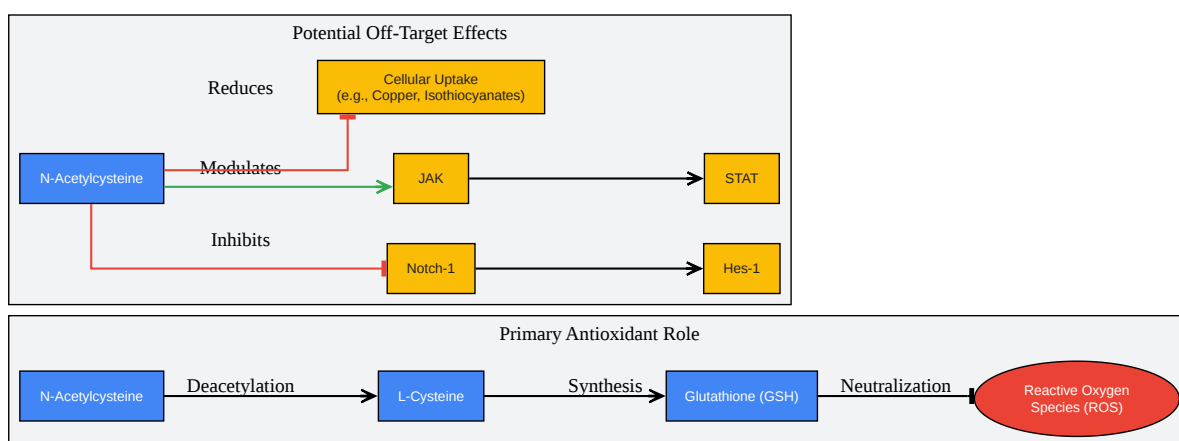 Potential Off-Target Effects
Reduces
Cellular Uptake
(e.g., Copper, Isothiocyanates)
N-Acetylcysteine
Modulates
JAK
STAT
Inhibits
Notch-1
Hes-1
Primary Antioxidant Role
N-Acetylcysteine
Deacetylation
L-Cysteine
Synthesis
Glutathione (GSH)
Neutralization
Reactive Oxygen
Species (ROS)